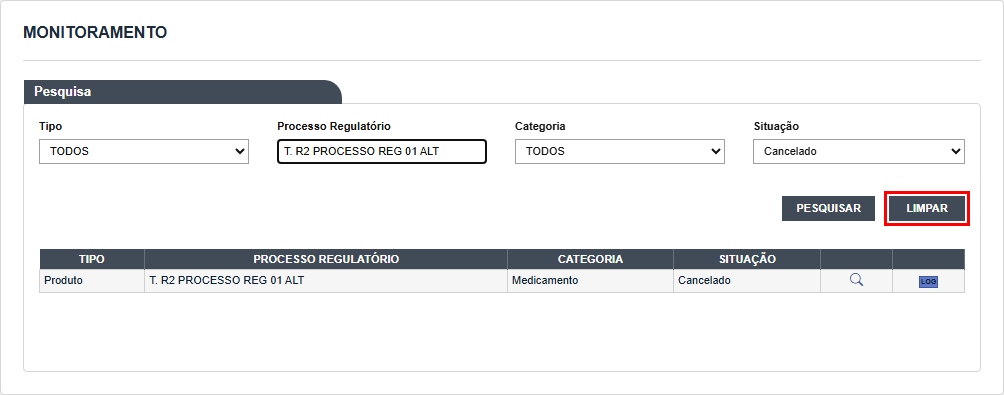 MONITORAMENTO
Pesquisa
Tipo Processo Regulatório Categoria Situação
TODOS T. R2 PROCESSO REG 01 ALT TODOS Cancelado
PESQUISAR LIMPAR
TIPO PROCESSO REGULATÓRIO CATEGORIA SITUAÇÃO
Produto T. R2 PROCESSO REG 01 ALT Medicamento Cancelado LOG